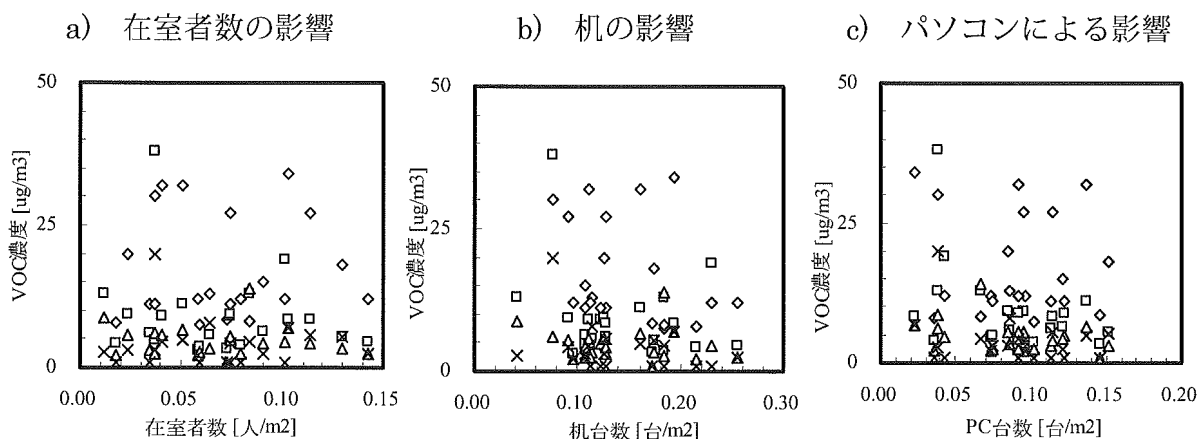 a) 在室者数の影響
50
25
0
VOC濃度 [ug/m3]
0.00 0.05 0.10 0.15
在室者数 [人/m2]
b) 机の影響
50
25
0
VOC濃度 [ug/m3]
0.00 0.10 0.20 0.30
机台数 [台/m2]
c) パソコンによる影響
50
25
0
VOC濃度 [ug/m3]
0.00 0.05 0.10 0.15 0.20
PC台数 [台/m2]